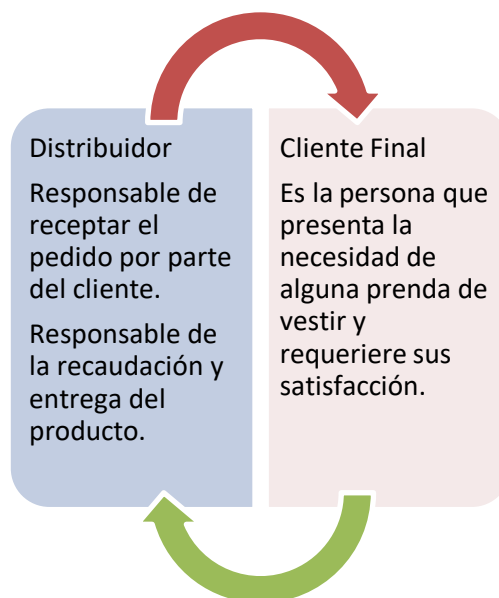 Distribuidor
Responsable de
receptar el
pedido por parte
del cliente.
Responsable de
la recaudación y
entrega del
producto.
Cliente Final
Es la persona que
presenta la
necesidad de
alguna prenda de
vestir y
requeriere sus
satisfacción.